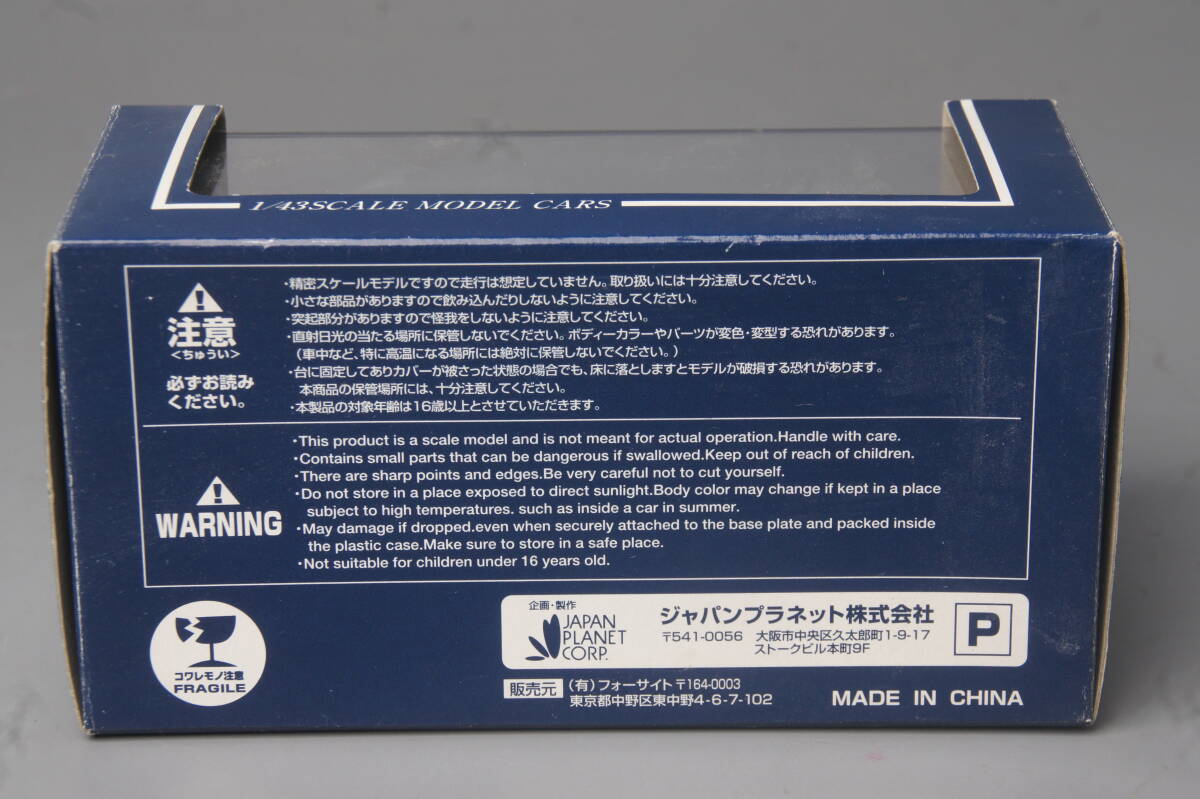 1/43SCALE MODEL CARS
注意
<ちゅうい>
必ずお読み
ください。
・精密スケールモデルですので走行は想定していません。取り扱いには十分注意してください。
・小さな部品がありますので飲み込んだりしないように注意してください。
・突起部分がありますので怪我をしないように注意してください。
・直射日光の当たる場所に保管しないでください。ボディーカラーやパーツが変色・変型する恐れがあります。
（車中など、特に高温になる場所には絶対に保管しないでください。）
・台に固定してありカバーが被さった状態の場合でも、床に落としますとモデルが破損する恐れがあります。
本商品の保管場所には、十分注意してください。
・本製品の対象年齢は16歳以上とさせていただきます。
WARNING
・This product is a scale model and is not meant for actual operation.Handle with care.
・Contains small parts that can be dangerous if swallowed.Keep out of reach of children.
・There are sharp points and edges.Be very careful not to cut yourself.
・Do not store in a place exposed to direct sunlight.Body color may change if kept in a place
subject to high temperatures. such as inside a car in summer.
・May damage if dropped.even when securely attached to the base plate and packed inside
the plastic case.Make sure to store in a safe place.
・Not suitable for children under 16 years old.
コワレモノ注意
FRAGILE
企画・製作
JAPAN
PLANET
CORP.
ジャパンプラネット株式会社
〒541-0056 大阪市中央区久太郎町1-9-17
ストークビル本町9F
P
販売元
（有）フォーサイト〒164-0003
東京都中野区東中野4-6-7-102
MADE IN CHINA